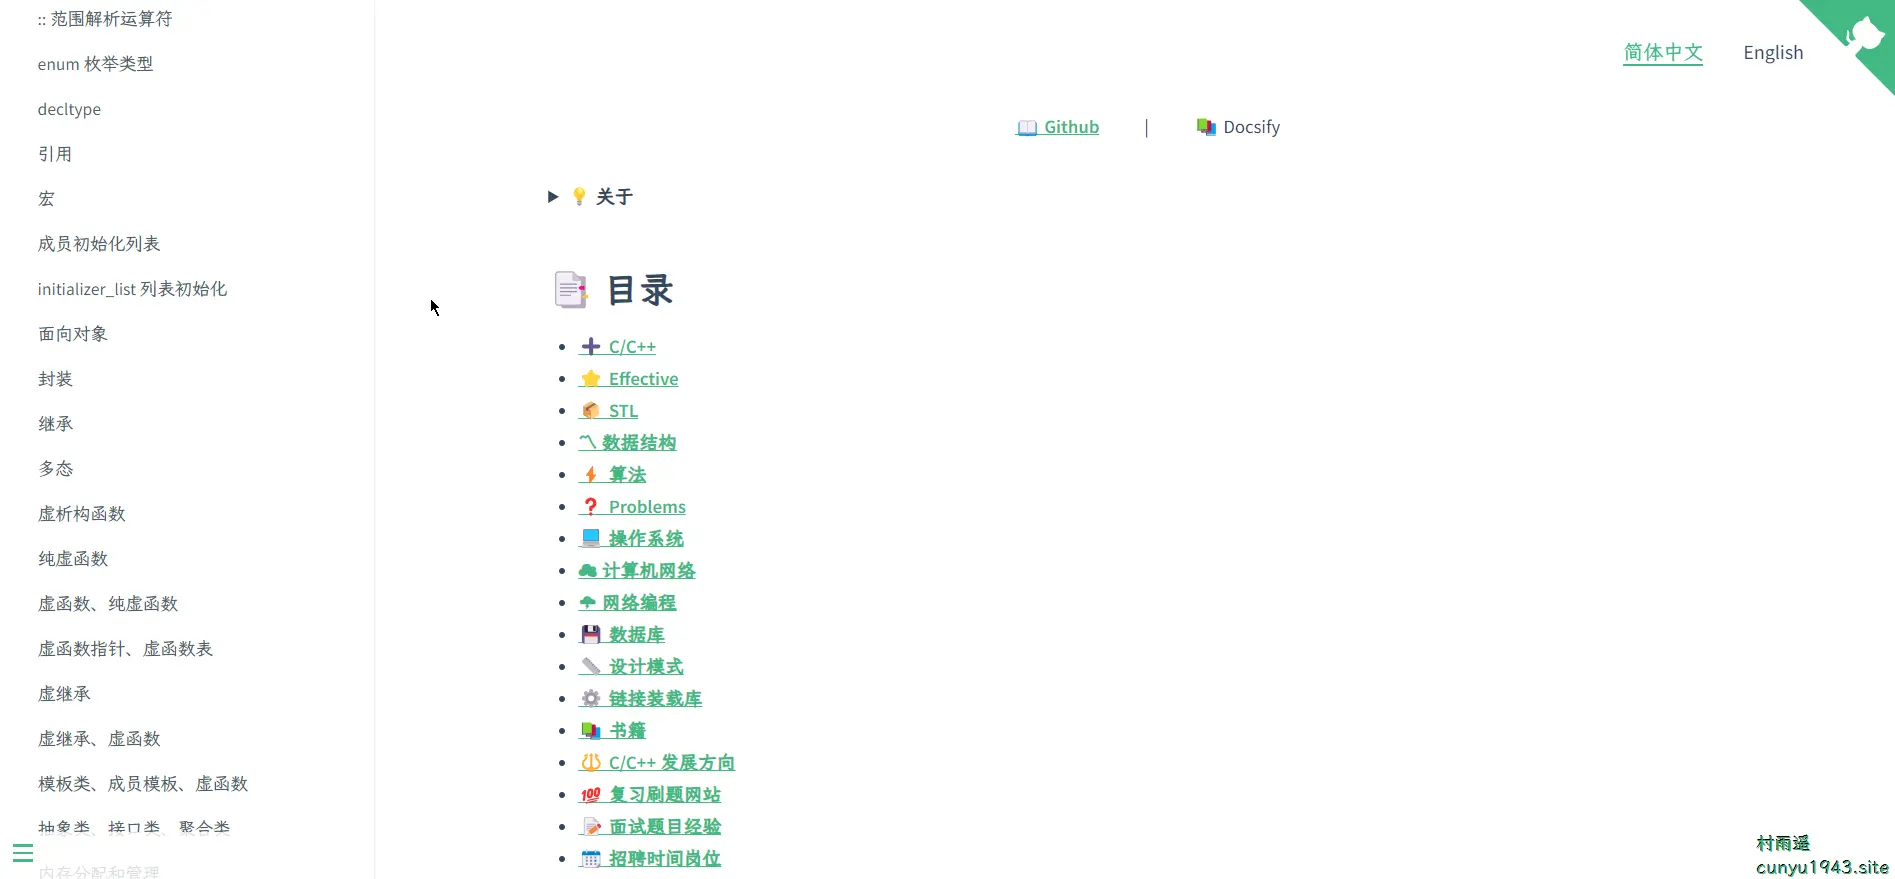 :: 范围解析运算符
enum 枚举类型
decltype
引用
宏
成员初始化列表
initializer_list 列表初始化
面向对象
封装
继承
多态
虚析构函数
纯虚函数
虚函数、纯虚函数
虚函数指针、虚函数表
虚继承
虚继承、虚函数
模板类、成员模板、虚函数
抽象类、接口类、聚合类
内存分配和管理
简体中文 English
Github | Docsify
关于
目录
C/C++
Effective
STL
数据结构
算法
Problems
操作系统
计算机网络
网络编程
数据库
设计模式
链接装载库
书籍
C/C++ 发展方向
复习刷题网站
面试题目经验
招聘时间岗位
村雨遥
cunyu1943.site